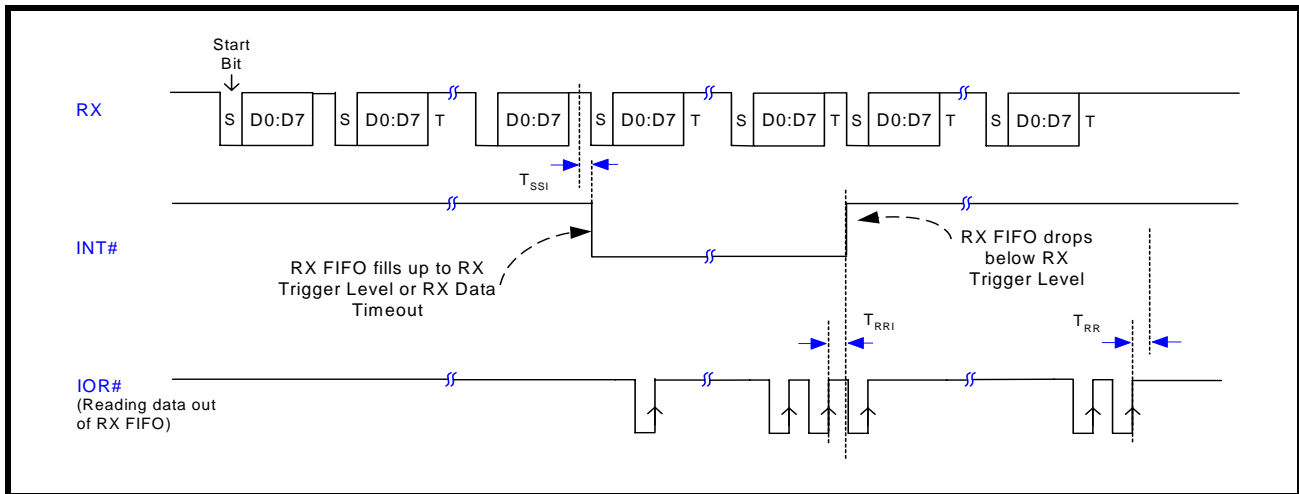 Start
Bit
RX
S D0:D7 S D0:D7 T D0:D7 S D0:D7 T S D0:D7 T S D0:D7 T S D0:D7 T
TSSI
INT#
RX FIFO fills up to RX
Trigger Level or RX Data
Timeout
RX FIFO drops
below RX
Trigger Level
TRRI
TRR
IOR#
(Reading data out
of RX FIFO)